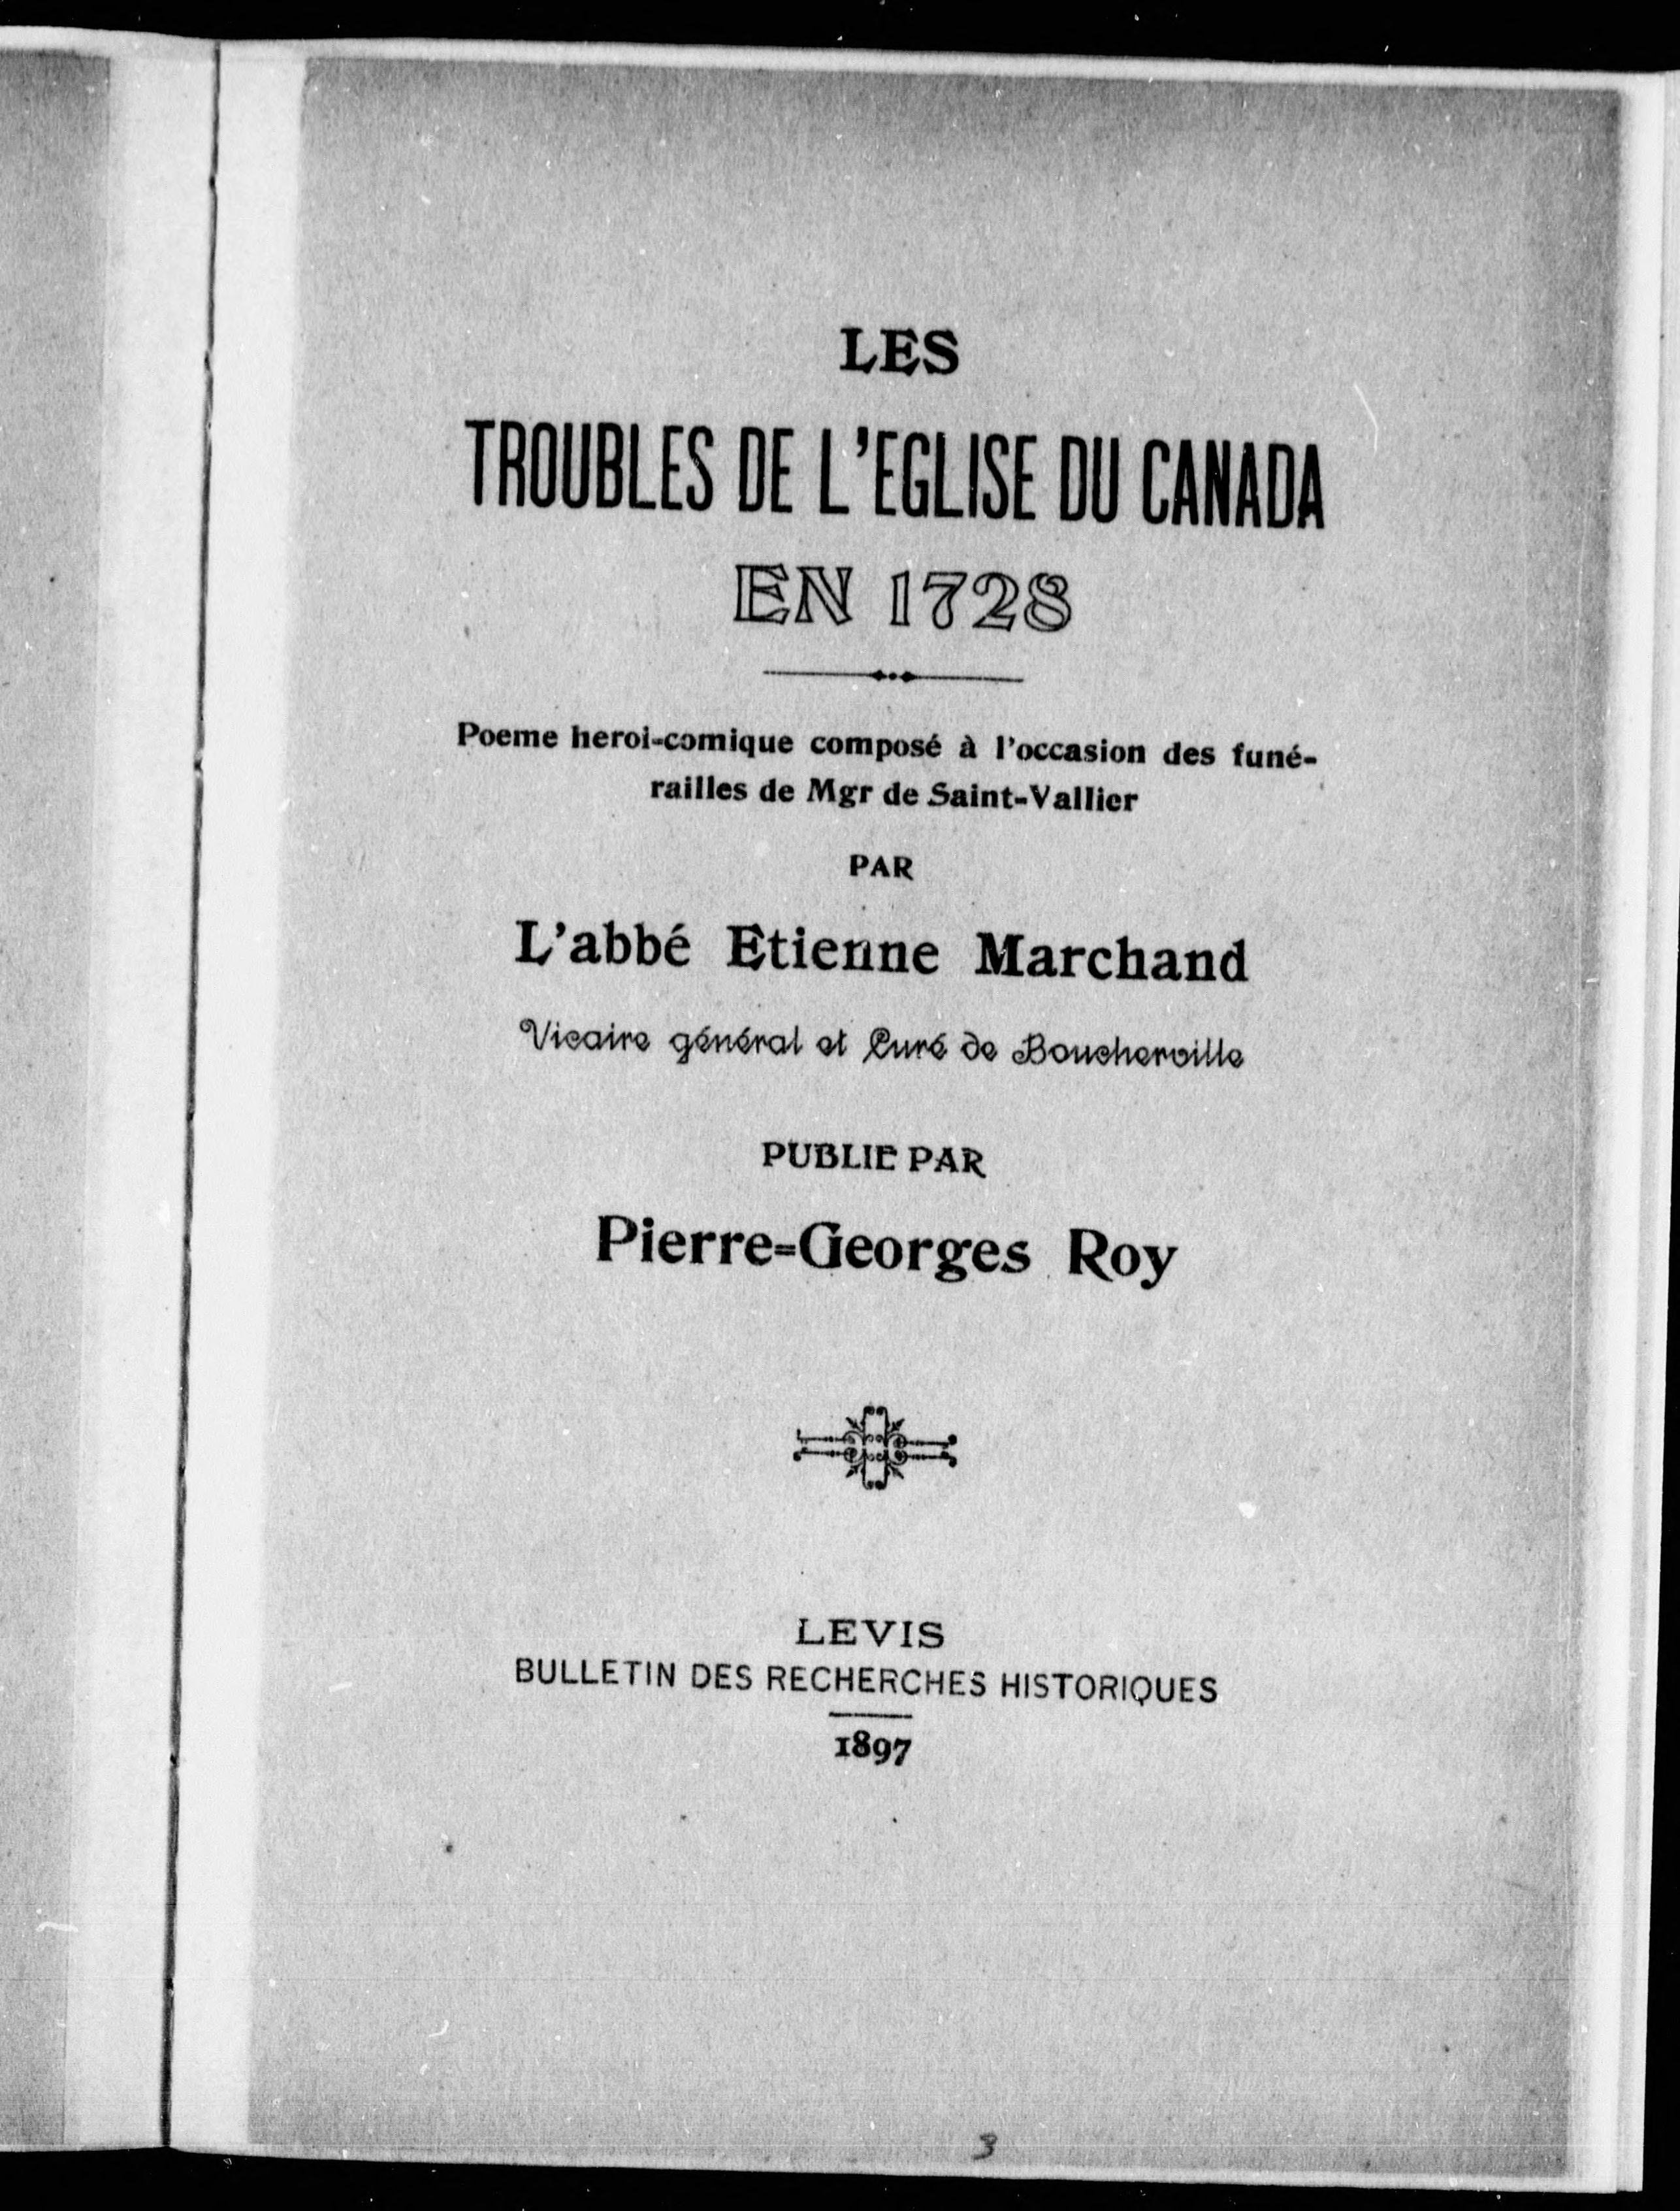 LES
TROUBLES DE L'EGLISE DU CANADA
EN 1728
Poeme heroi-comique composé à l'occasion des funé-
railles de Mgr de Saint-Vallier
PAR
L'abbé Etienne Marchand
Vicaire général et Curé de Boucherville
PUBLIE PAR
Pierre-Georges Roy
LEVIS
BULLETIN DES RECHERCHES HISTORIQUES
1897
3